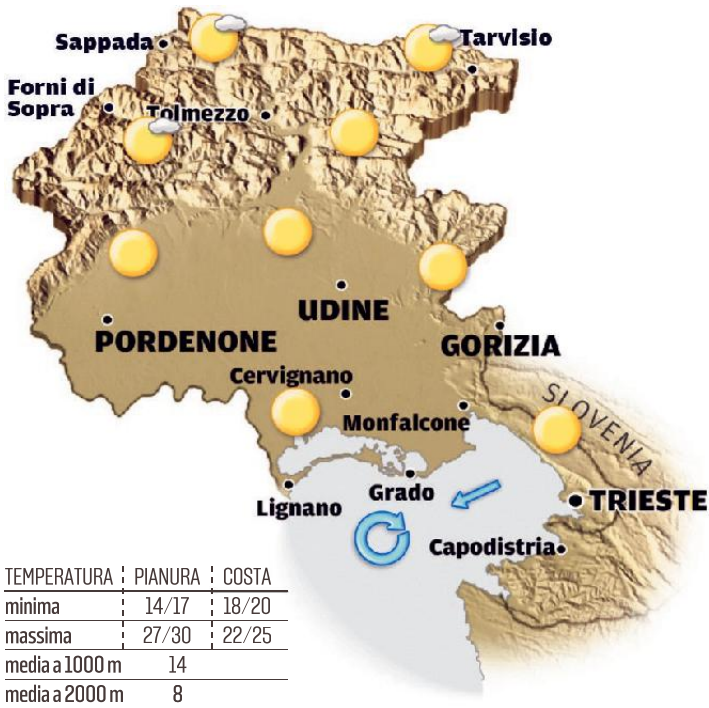 Sappada
Tarvisio
Forni di
Sopra
Tolmezzo
UDINE
PORDENONE
GORIZIA
Cervignano
SLOVENIA
Monfalcone
Grado
Lignano
TRIESTE
Capodistria
TEMPERATURA PIANURA COSTA
minima 14/17 18/20
massima 27/30 22/25
media a 1000 m 14
media a 2000 m 8